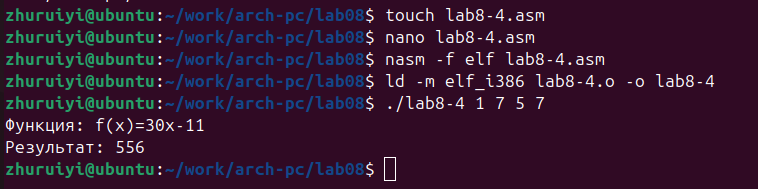 zhuruiyi@ubuntu:~/work/arch-pc/lab08$ touch lab8-4.asm
zhuruiyi@ubuntu:~/work/arch-pc/lab08$ nano lab8-4.asm
zhuruiyi@ubuntu:~/work/arch-pc/lab08$ nasm -f elf lab8-4.asm
zhuruiyi@ubuntu:~/work/arch-pc/lab08$ ld -m elf_i386 lab8-4.o -o lab8-4
zhuruiyi@ubuntu:~/work/arch-pc/lab08$ ./lab8-4 1 7 5 7
Функция: f(x)=30x-11
Результат: 556
zhuruiyi@ubuntu:~/work/arch-pc/lab08$